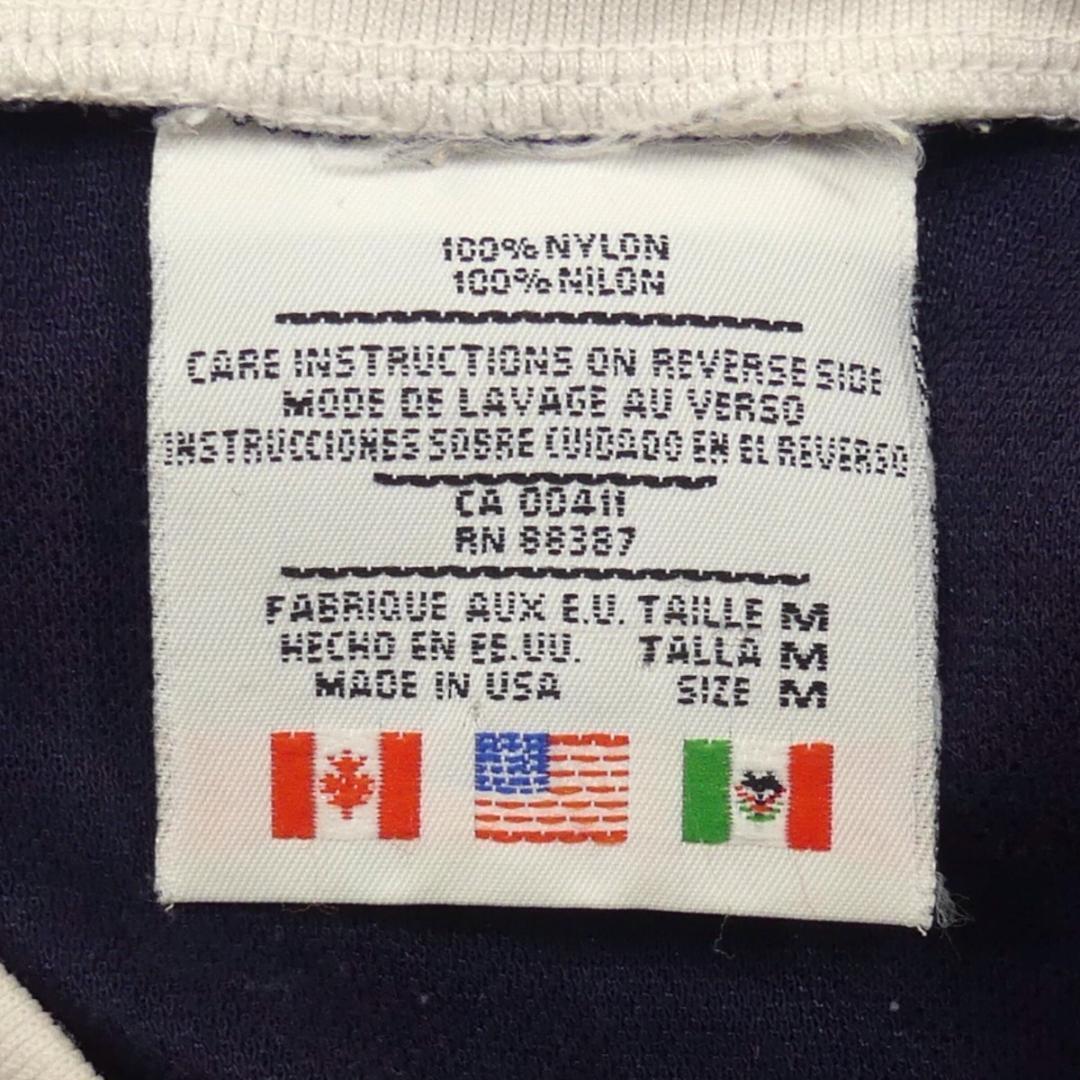 100% NYLON
100% NILON
CARE INSTRUCTIONS ON REVERSE SIDE
MODE DE LAVAGE AU VERSO
INSTRUCCIONES SOBRE CUIDADO EN EL REVERSO
CA 00411
RN 88387
FABRIQUE AUX E.U. TAILLE M
HECHO EN EE.UU. TALLA M
MADE IN USA SIZE M